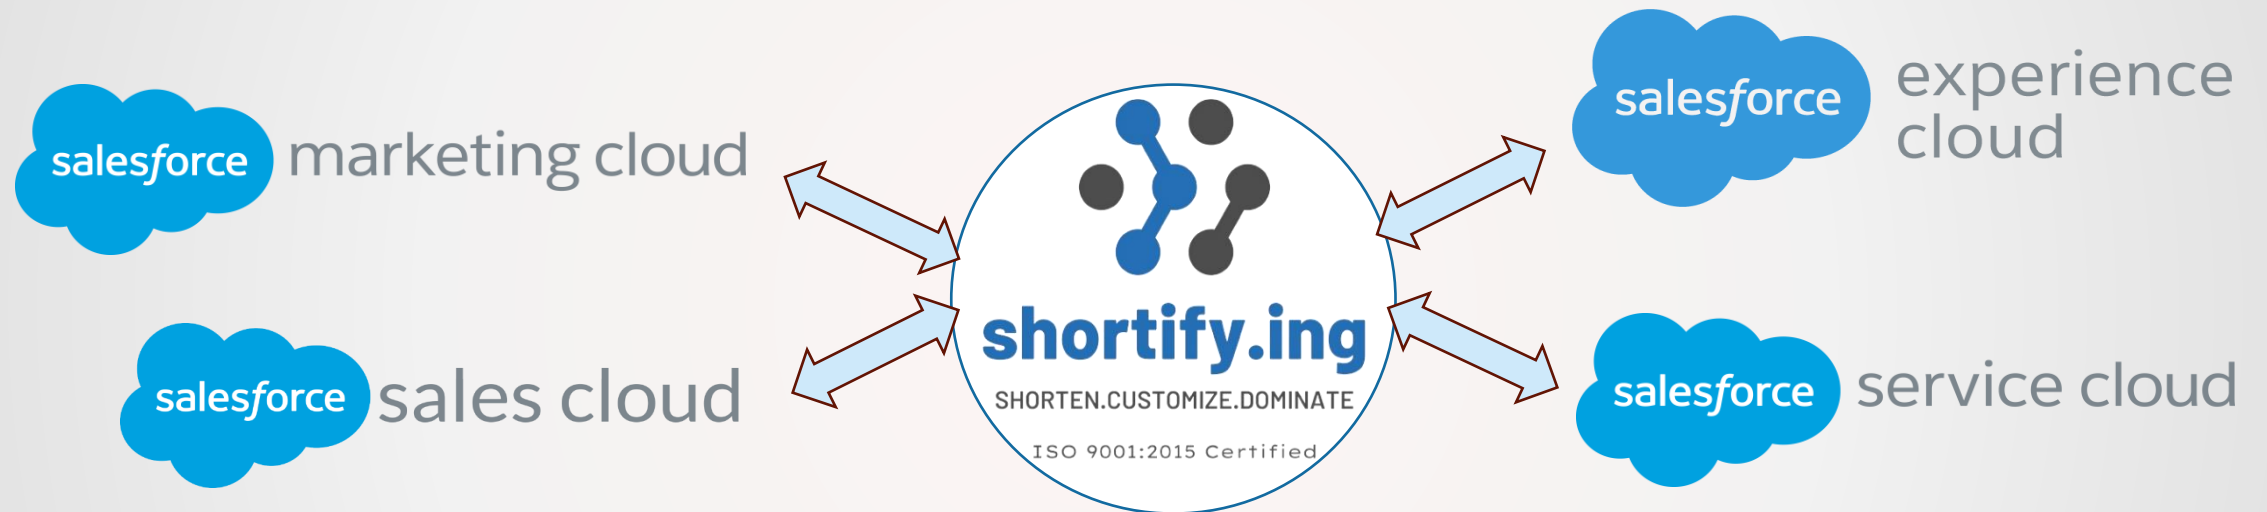 salesforce marketing cloud
salesforce sales cloud
shortify.ing
SHORTEN.CUSTOMIZE.DOMINATE
ISO 9001:2015 Certified
salesforce experience
cloud
salesforce service cloud